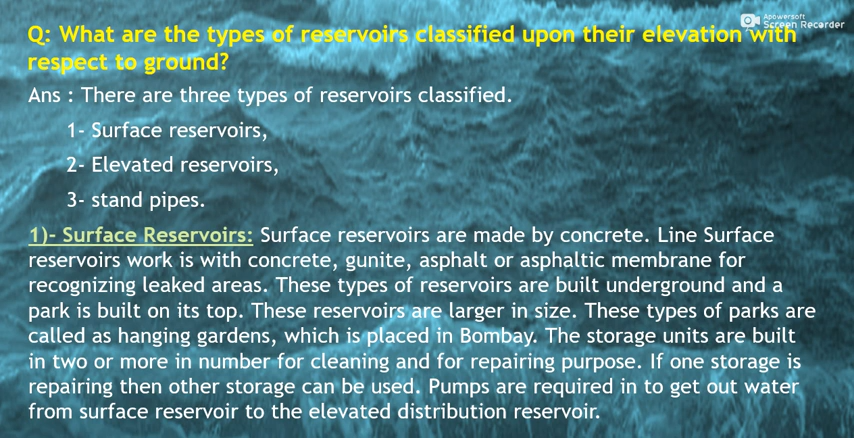 Apowersoft
Screen Recorder
Q: What are the types of reservoirs classified upon their elevation with
respect to ground?
Ans : There are three types of reservoirs classified.
1- Surface reservoirs,
2- Elevated reservoirs,
3- stand pipes.
1)- Surface Reservoirs: Surface reservoirs are made by concrete. Line Surface
reservoirs work is with concrete, gunite, asphalt or asphaltic membrane for
recognizing leaked areas. These types of reservoirs are built underground and a
park is built on its top. These reservoirs are larger in size. These types of parks are
called as hanging gardens, which is placed in Bombay. The storage units are built
in two or more in number for cleaning and for repairing purpose. If one storage is
repairing then other storage can be used. Pumps are required in to get out water
from surface reservoir to the elevated distribution reservoir.